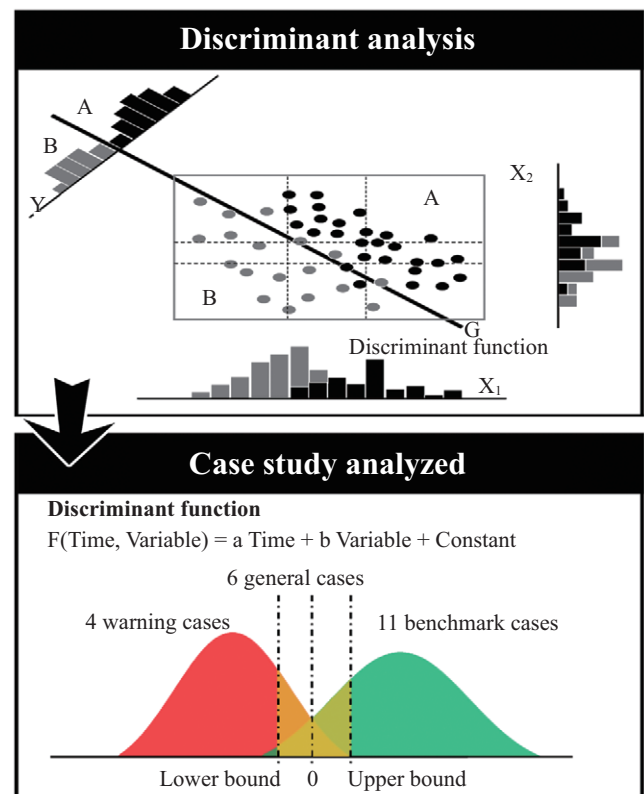 Discriminant analysis
A
B
Y
A
X2
B
G
Discriminant function
X1
Case study analyzed
Discriminant function
F(Time, Variable) = a Time + b Variable + Constant
6 general cases
4 warning cases
11 benchmark cases
Lower bound 0 Upper bound